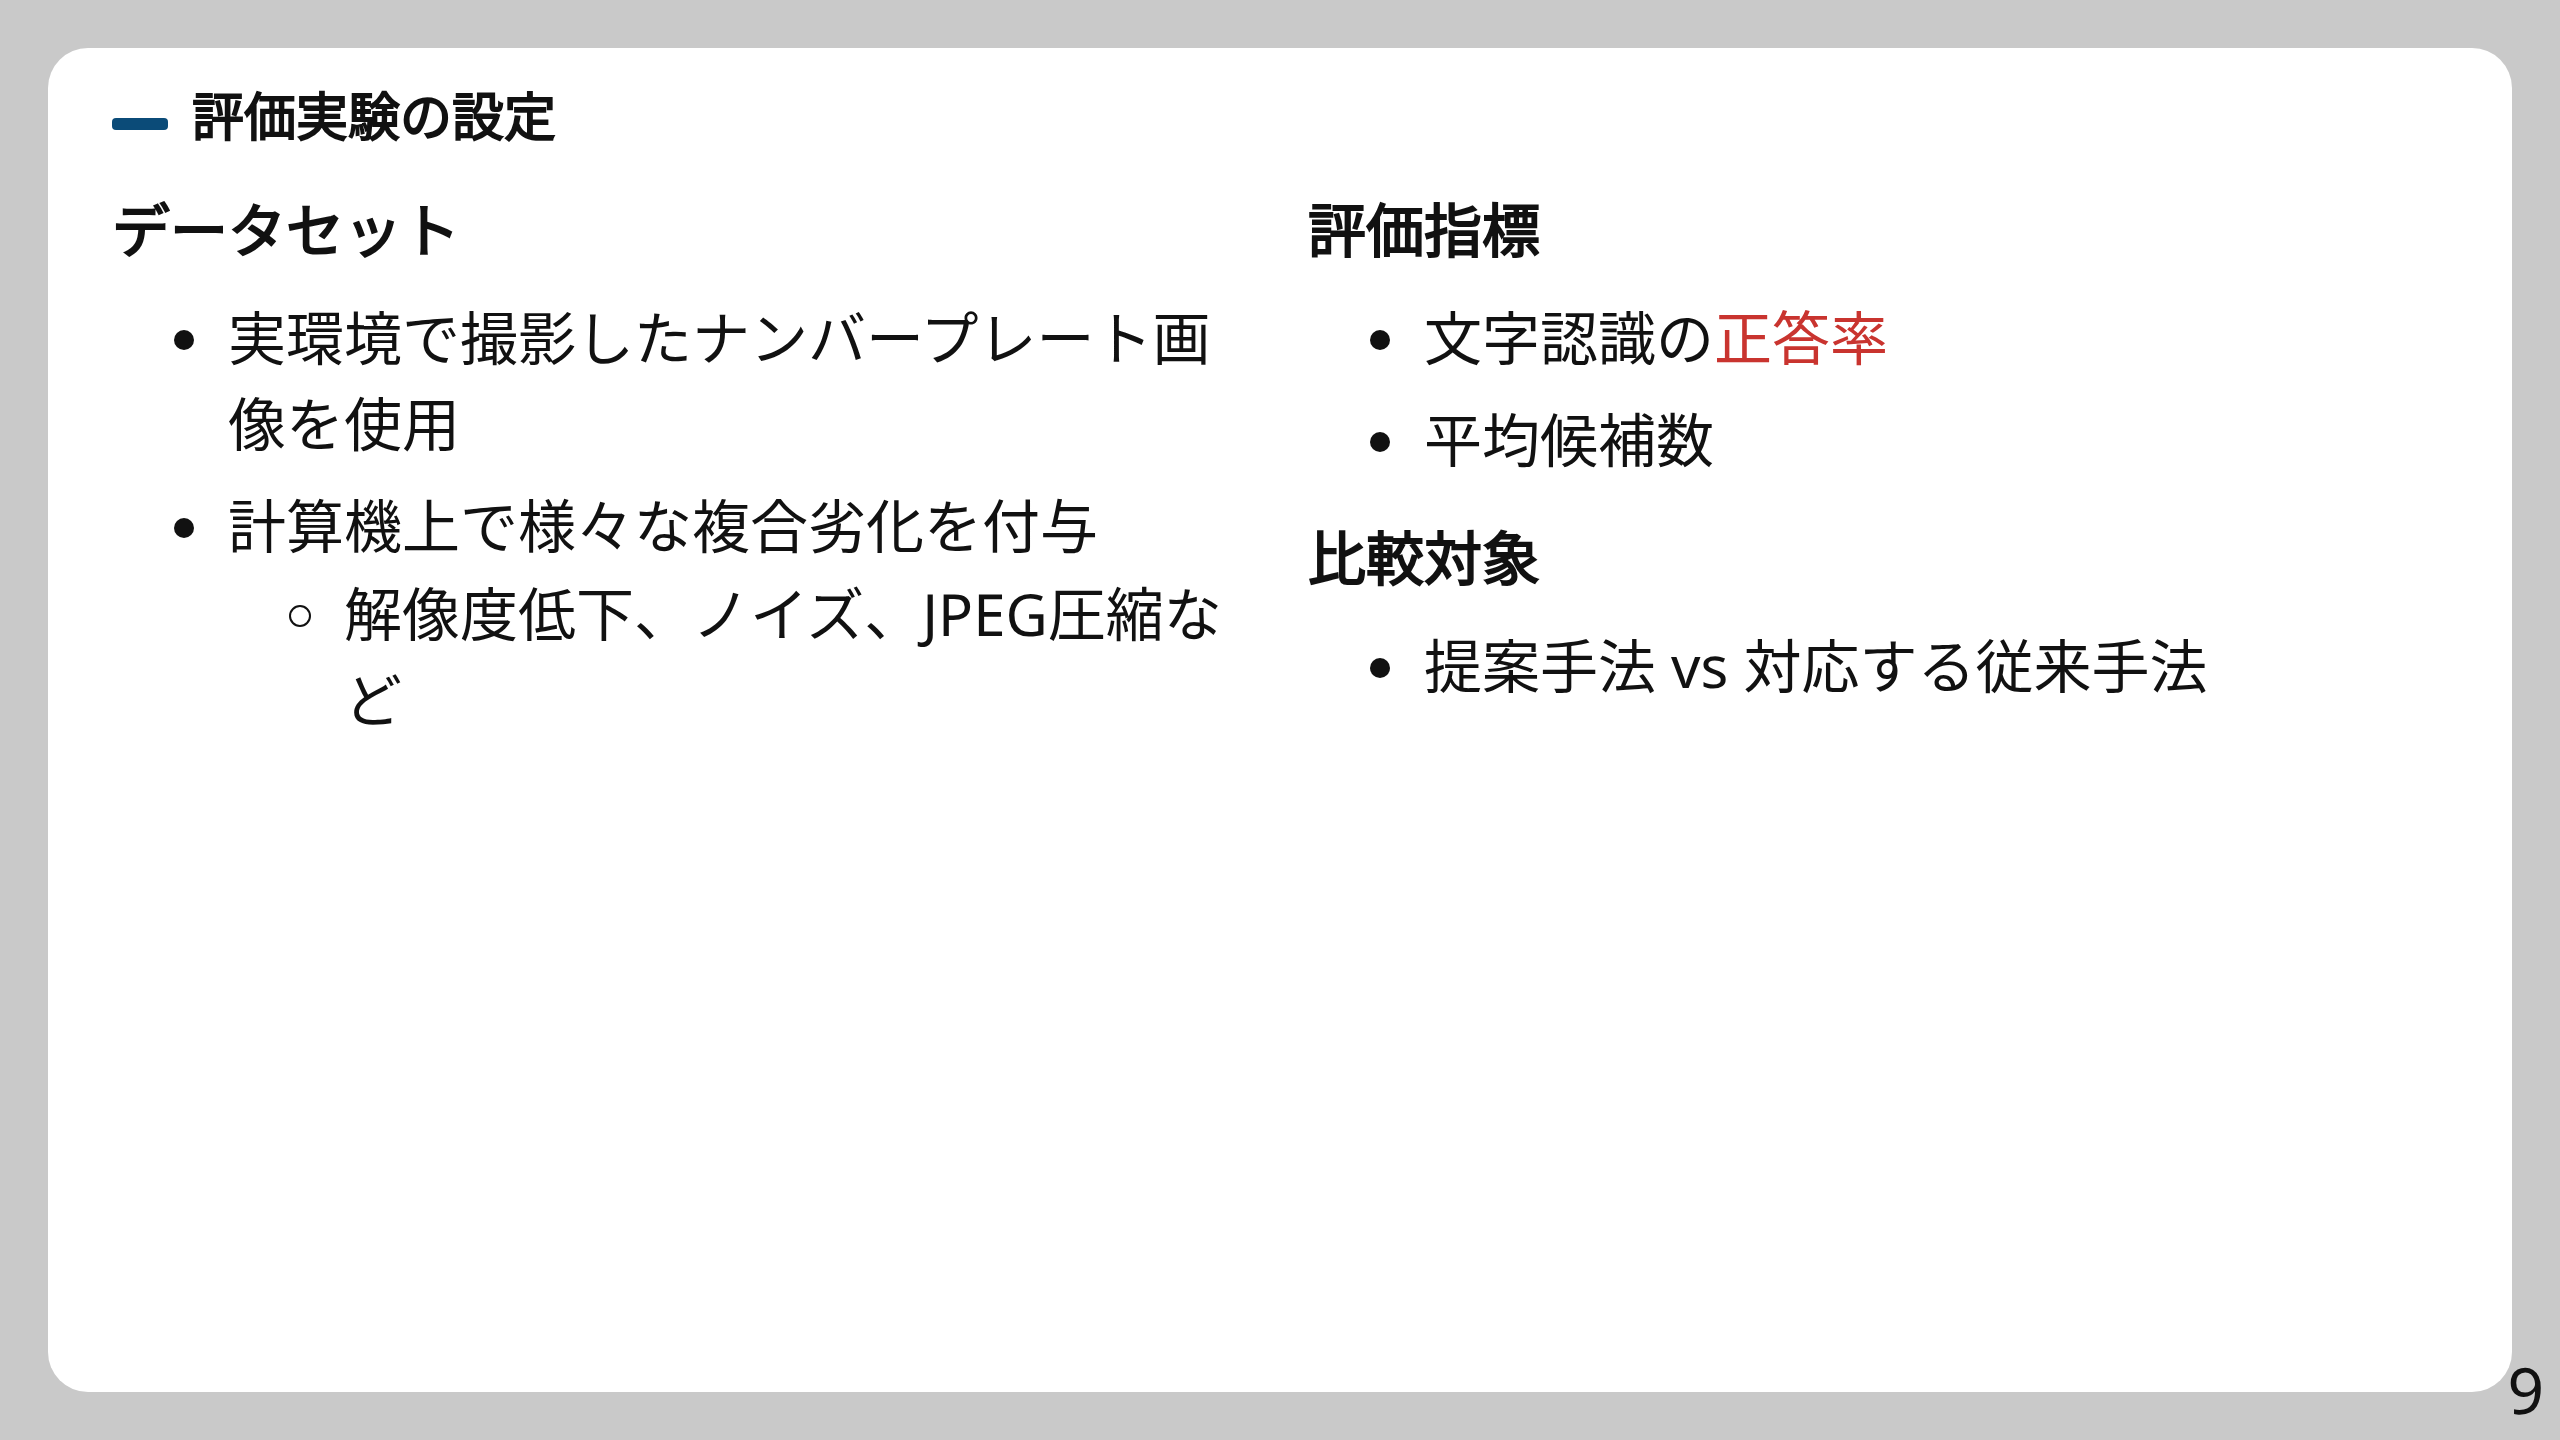 評価実験の設定
データセット
実環境で撮影したナンバープレート画
像を使用
計算機上で様々な複合劣化を付与
解像度低下、ノイズ、JPEG圧縮な
ど
評価指標
文字認識の正答率
平均候補数
比較対象
提案手法 vs 対応する従来手法
9